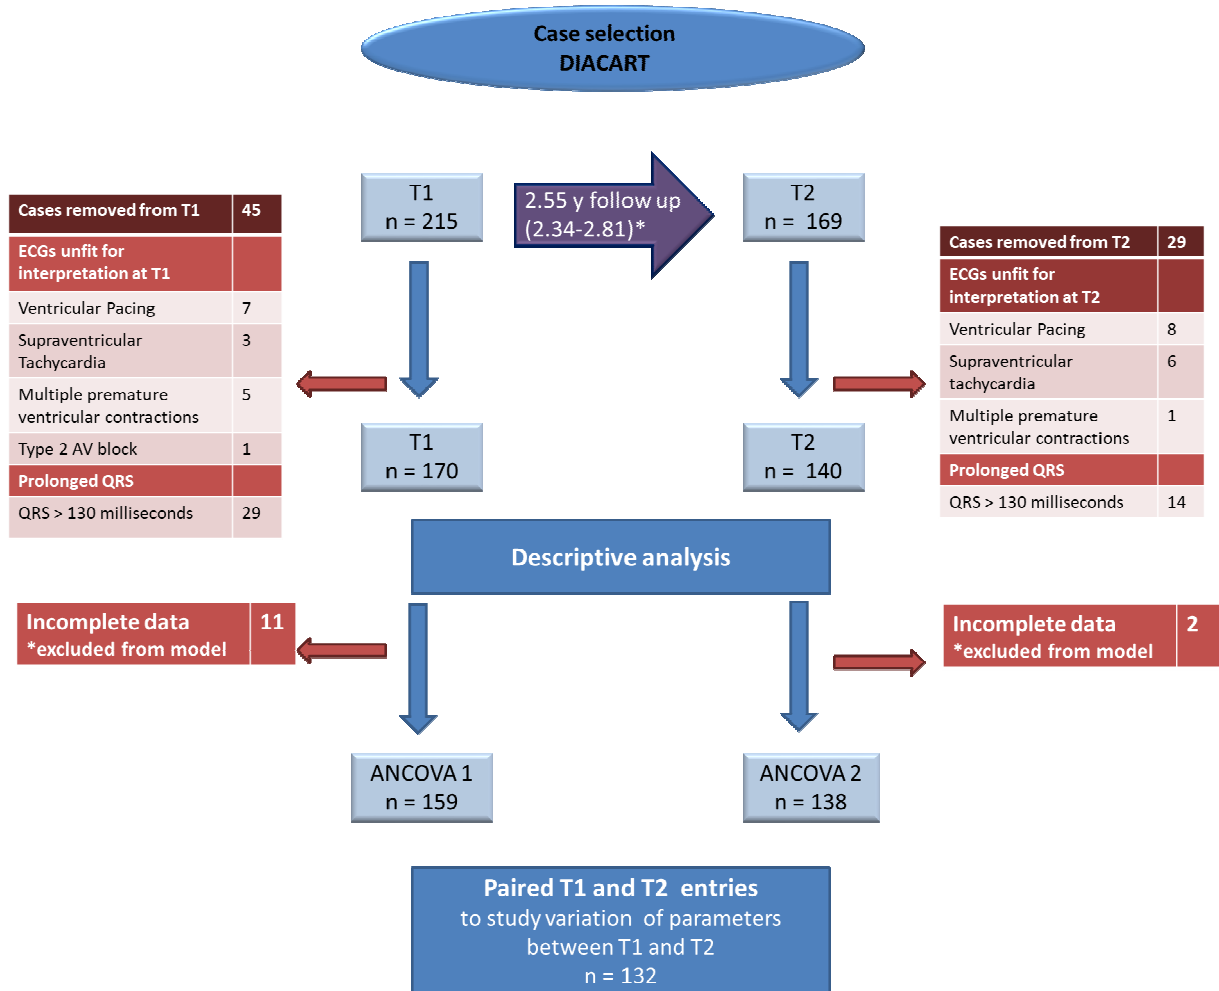 Case selection
DIACART
T1
n = 215
2.55 y follow up
(2.34-2.81)*
T2
n = 169
Cases removed from T1 45
ECGs unfit for
interpretation at T1
Ventricular Pacing 7
Supraventricular 3
Tachycardia
Multiple premature 5
ventricular contractions
Type 2 AV block 1
Prolonged QRS
QRS > 130 milliseconds 29
Cases removed from T2 29
ECGs unfit for
interpretation at T2
Ventricular Pacing 8
Supraventricular 6
tachycardia
Multiple premature 1
ventricular contractions
Prolonged QRS
QRS > 130 milliseconds 14
T1
n = 170
T2
n = 140
Descriptive analysis
Incomplete data 11
*excluded from model
Incomplete data 2
*excluded from model
ANCOVA 1
n = 159
ANCOVA 2
n = 138
Paired T1 and T2 entries
to study variation of parameters
between T1 and T2
n = 132